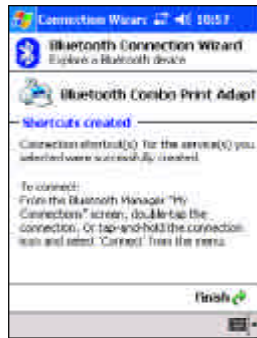 Connection Wizard 10:57
Bluetooth Connection Wizard
Explore a Bluetooth device
Bluetooth Combo Print Adapt
Shortcuts created
Connection shortcut(s) for the service(s) you
selected were successfully created.
To connect:
From the Bluetooth Manager "My
Connections" screen, double-tap the
connection. Or tap-and-hold the connection
icon and select 'Connect' from the menu.
Finish